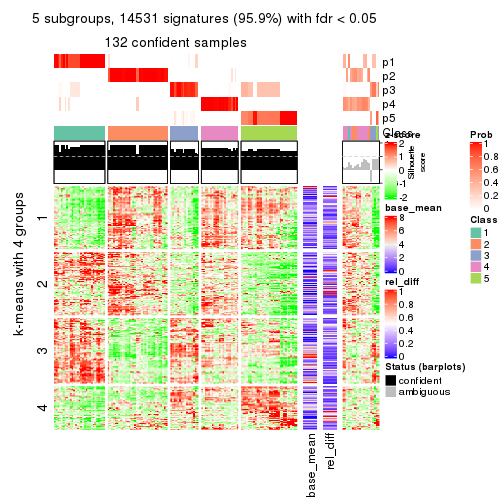 5 subgroups, 14531 signatures (95.9%) with fdr < 0.05
132 confident samples
p1
p2
p3
p4
p5
Class
Silhouette score
k-means with 4 groups
1
2
3
4
base_mean
rel_diff
z-score
2
1
0
-1
-2
base_mean
8
6
4
2
0
rel_diff
1
0.8
0.6
0.4
0.2
0
Status (barplots)
confident
ambiguous
Prob
1
0.8
0.6
0.4
0.2
0
Class
1
2
3
4
5